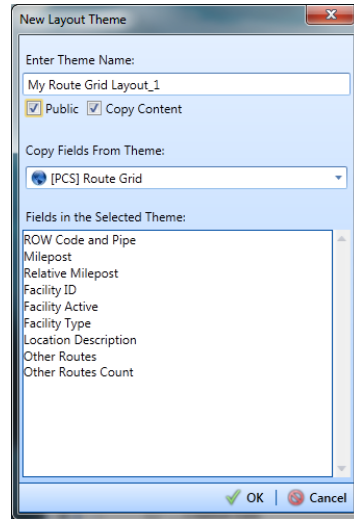 New Layout Theme
Enter Theme Name:
My Route Grid Layout_1
Public Copy Content
Copy Fields From Theme:
[PCS] Route Grid
Fields in the Selected Theme:
ROW Code and Pipe
Milepost
Relative Milepost
Facility ID
Facility Active
Facility Type
Location Description
Other Routes
Other Routes Count
OK | Cancel